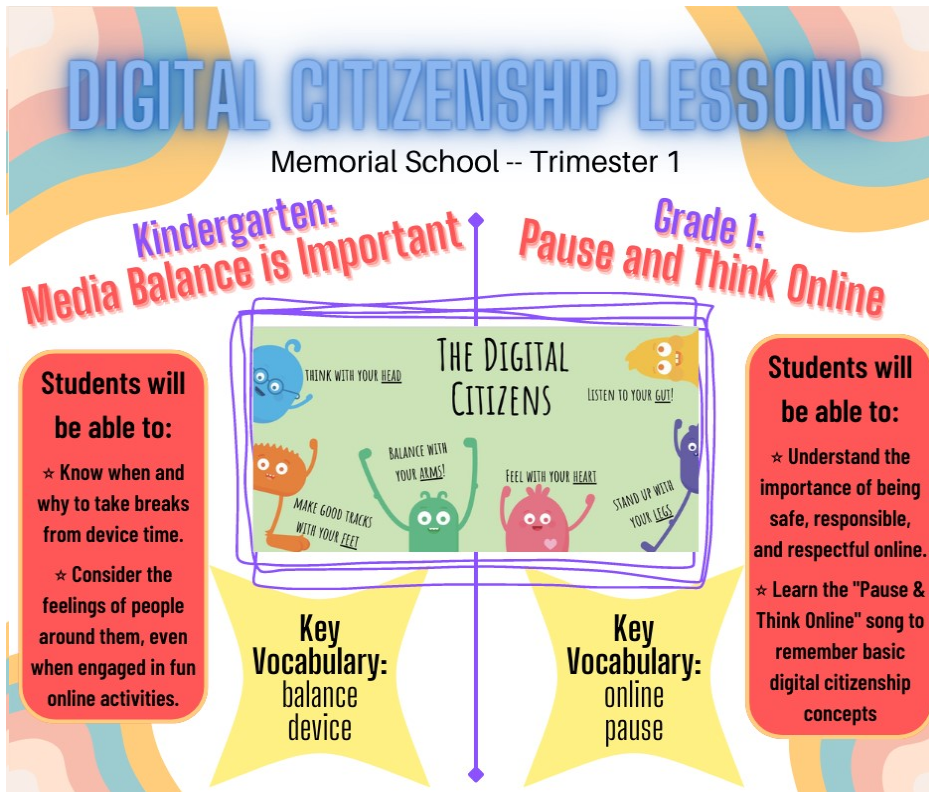 DIGITAL CITIZENSHIP LESSONS
Memorial School -- Trimester 1
Kindergarten:
Media Balance is Important
Grade 1:
Pause and Think Online
Students will
be able to:
☆ Know when and
why to take breaks
from device time.
☆ Consider the
feelings of people
around them, even
when engaged in fun
online activities.
THE DIGITAL
CITIZENS
THINK WITH YOUR HEAD
LISTEN TO YOUR GUT!
BALANCE WITH
YOUR ARMS!
FEEL WITH YOUR HEART
MAKE GOOD TRACKS
WITH YOUR FEET
STAND UP WITH
YOUR LEGS
Students will
be able to:
☆ Understand the
importance of being
safe, responsible,
and respectful online.
☆ Learn the "Pause &
Think Online" song to
remember basic
digital citizenship
concepts
Key
Vocabulary:
balance
device
Key
Vocabulary:
online
pause